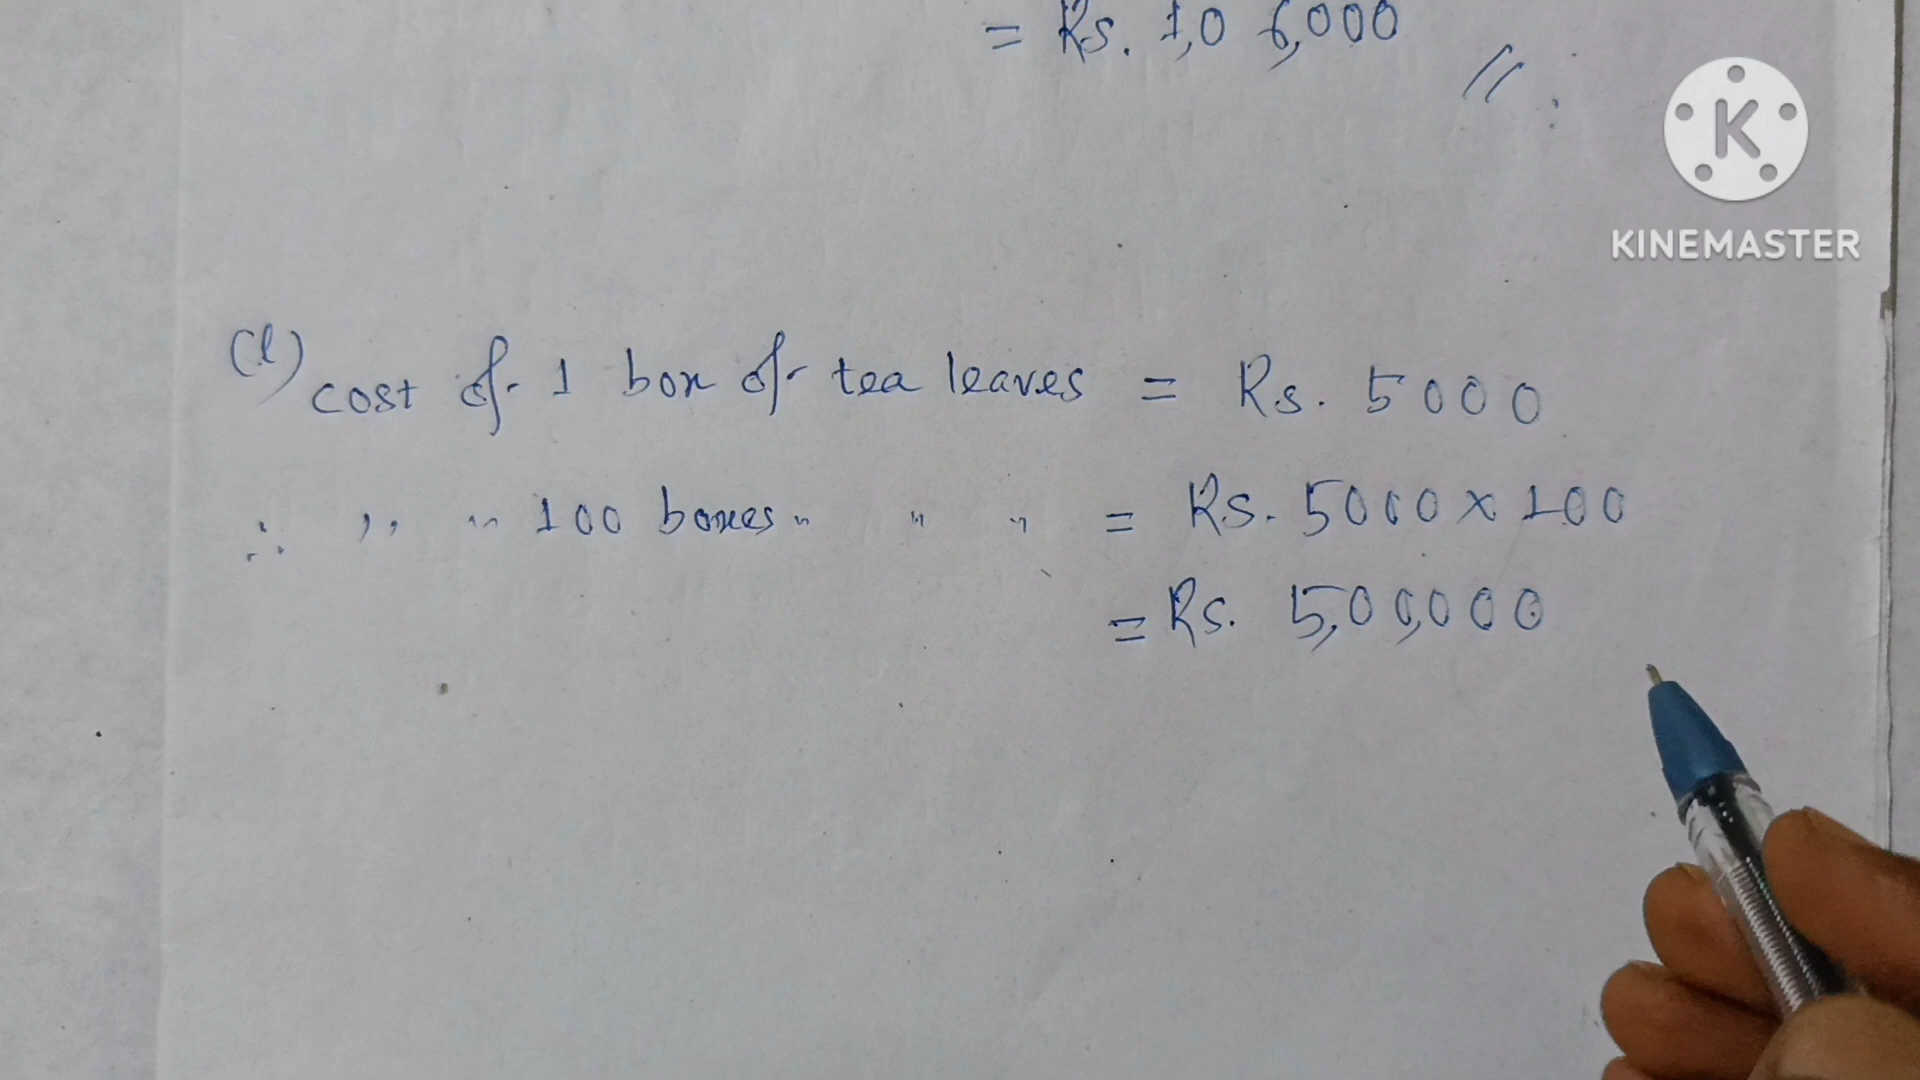 = Rs. 1,06,000 //.
K
KINEMASTER
(l) cost of 1 box of tea leaves = Rs. 5000
∴ ,, " 100 boxes " " " = Rs. 5000 x 100
= Rs. 5,00,000